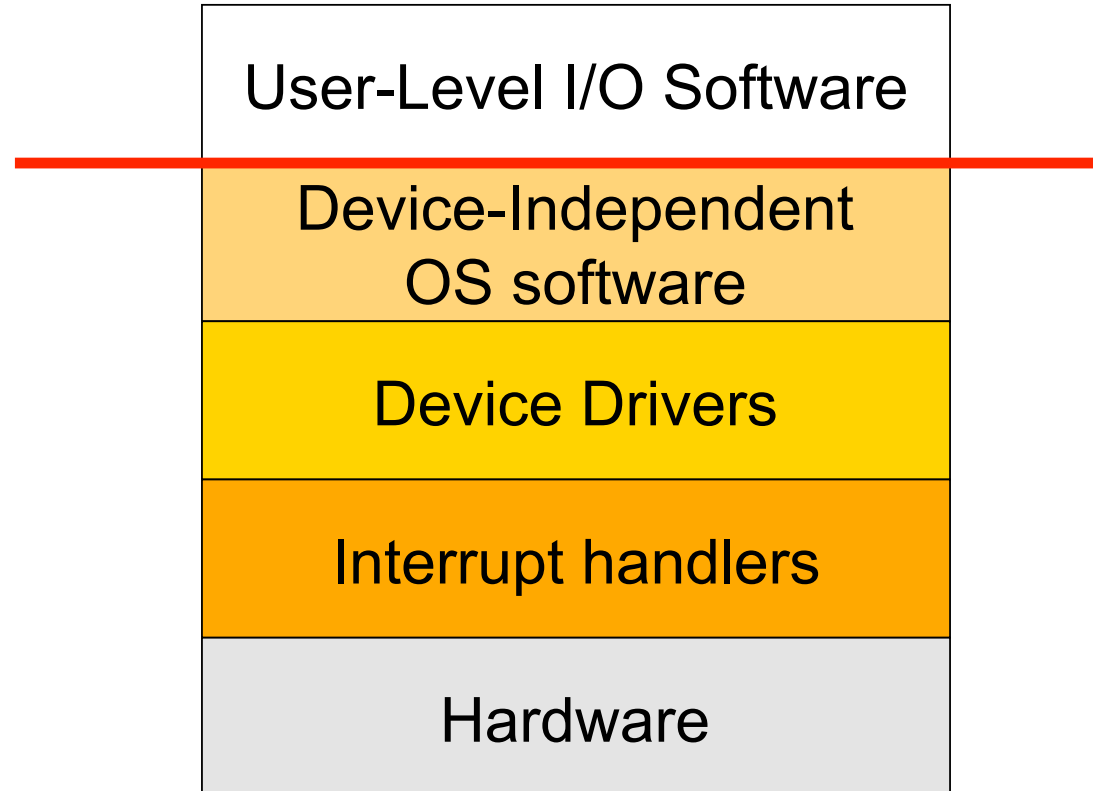 User-Level I/O Software
Device-Independent
OS software
Device Drivers
Interrupt handlers
Hardware